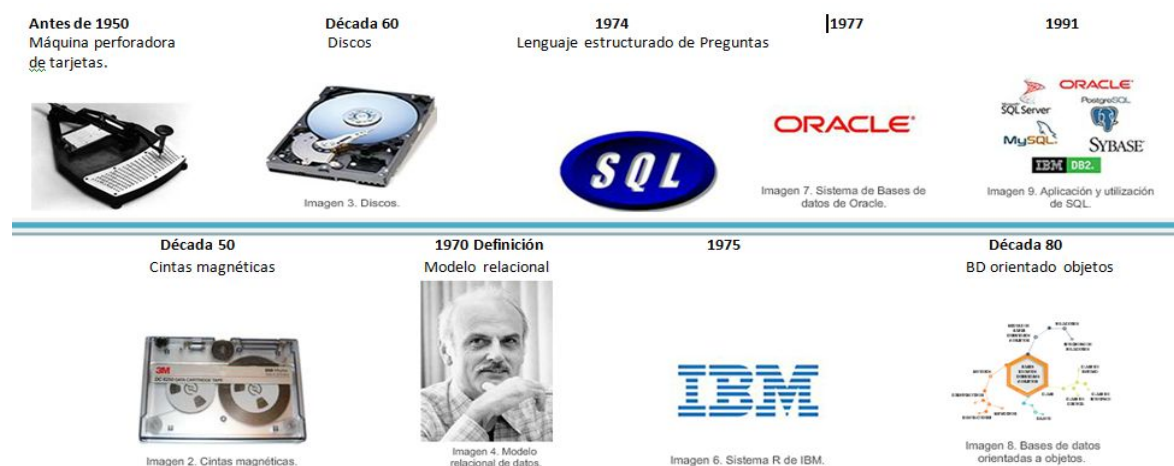 Antes de 1950
Máquina perforadora
de tarjetas.
Década 60
Discos
Imagen 3. Discos.
1974
Lenguaje estructurado de Preguntas
SQL
1977
ORACLE
Imagen 7. Sistema de Bases de
datos de Oracle.
1991
Microsoft
SQL Server
ORACLE
PostgreSQL
MySQL
SYBASE
IBM DB2.
Imagen 9. Aplicación y utilización
de SQL.
Década 50
Cintas magnéticas
3M
Imagen 2. Cintas magnéticas.
1970 Definición
Modelo relacional
Imagen 4. Modelo
relacional de datos.
1975
IBM
Imagen 6. Sistema R de IBM.
Década 80
BD orientado objetos
Imagen 8. Bases de datos
orientadas a objetos.